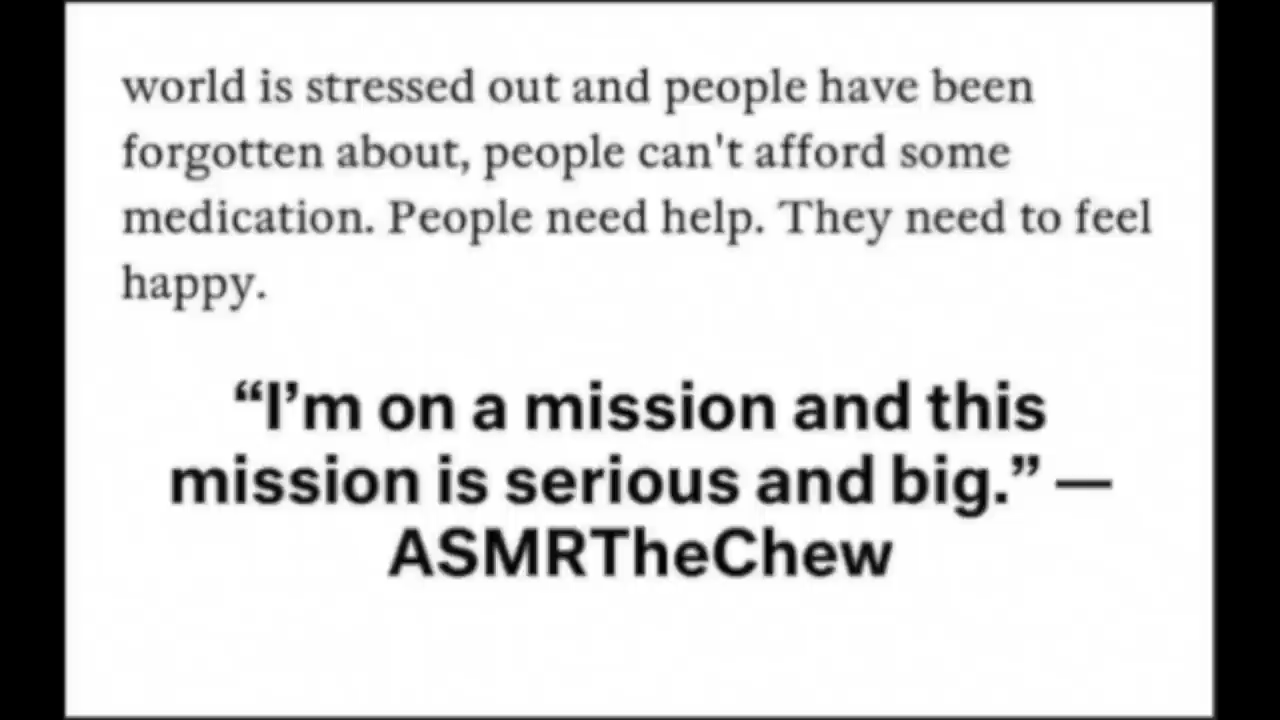 world is stressed out and people have been
forgotten about, people can't afford some
medication. People need help. They need to feel
happy.
“I’m on a mission and this
mission is serious and big.” —
ASMRTheChew